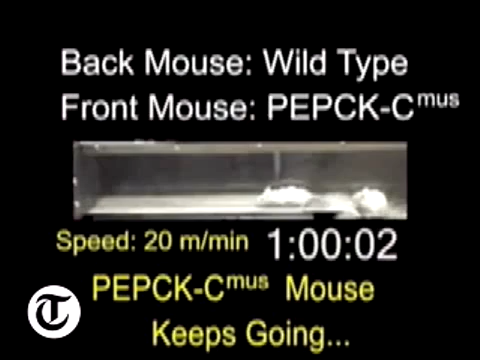 Back Mouse: Wild Type
Front Mouse: PEPCK-Cmus
Speed: 20 m/min 1:00:02
PEPCK-Cmus Mouse
Keeps Going...
T